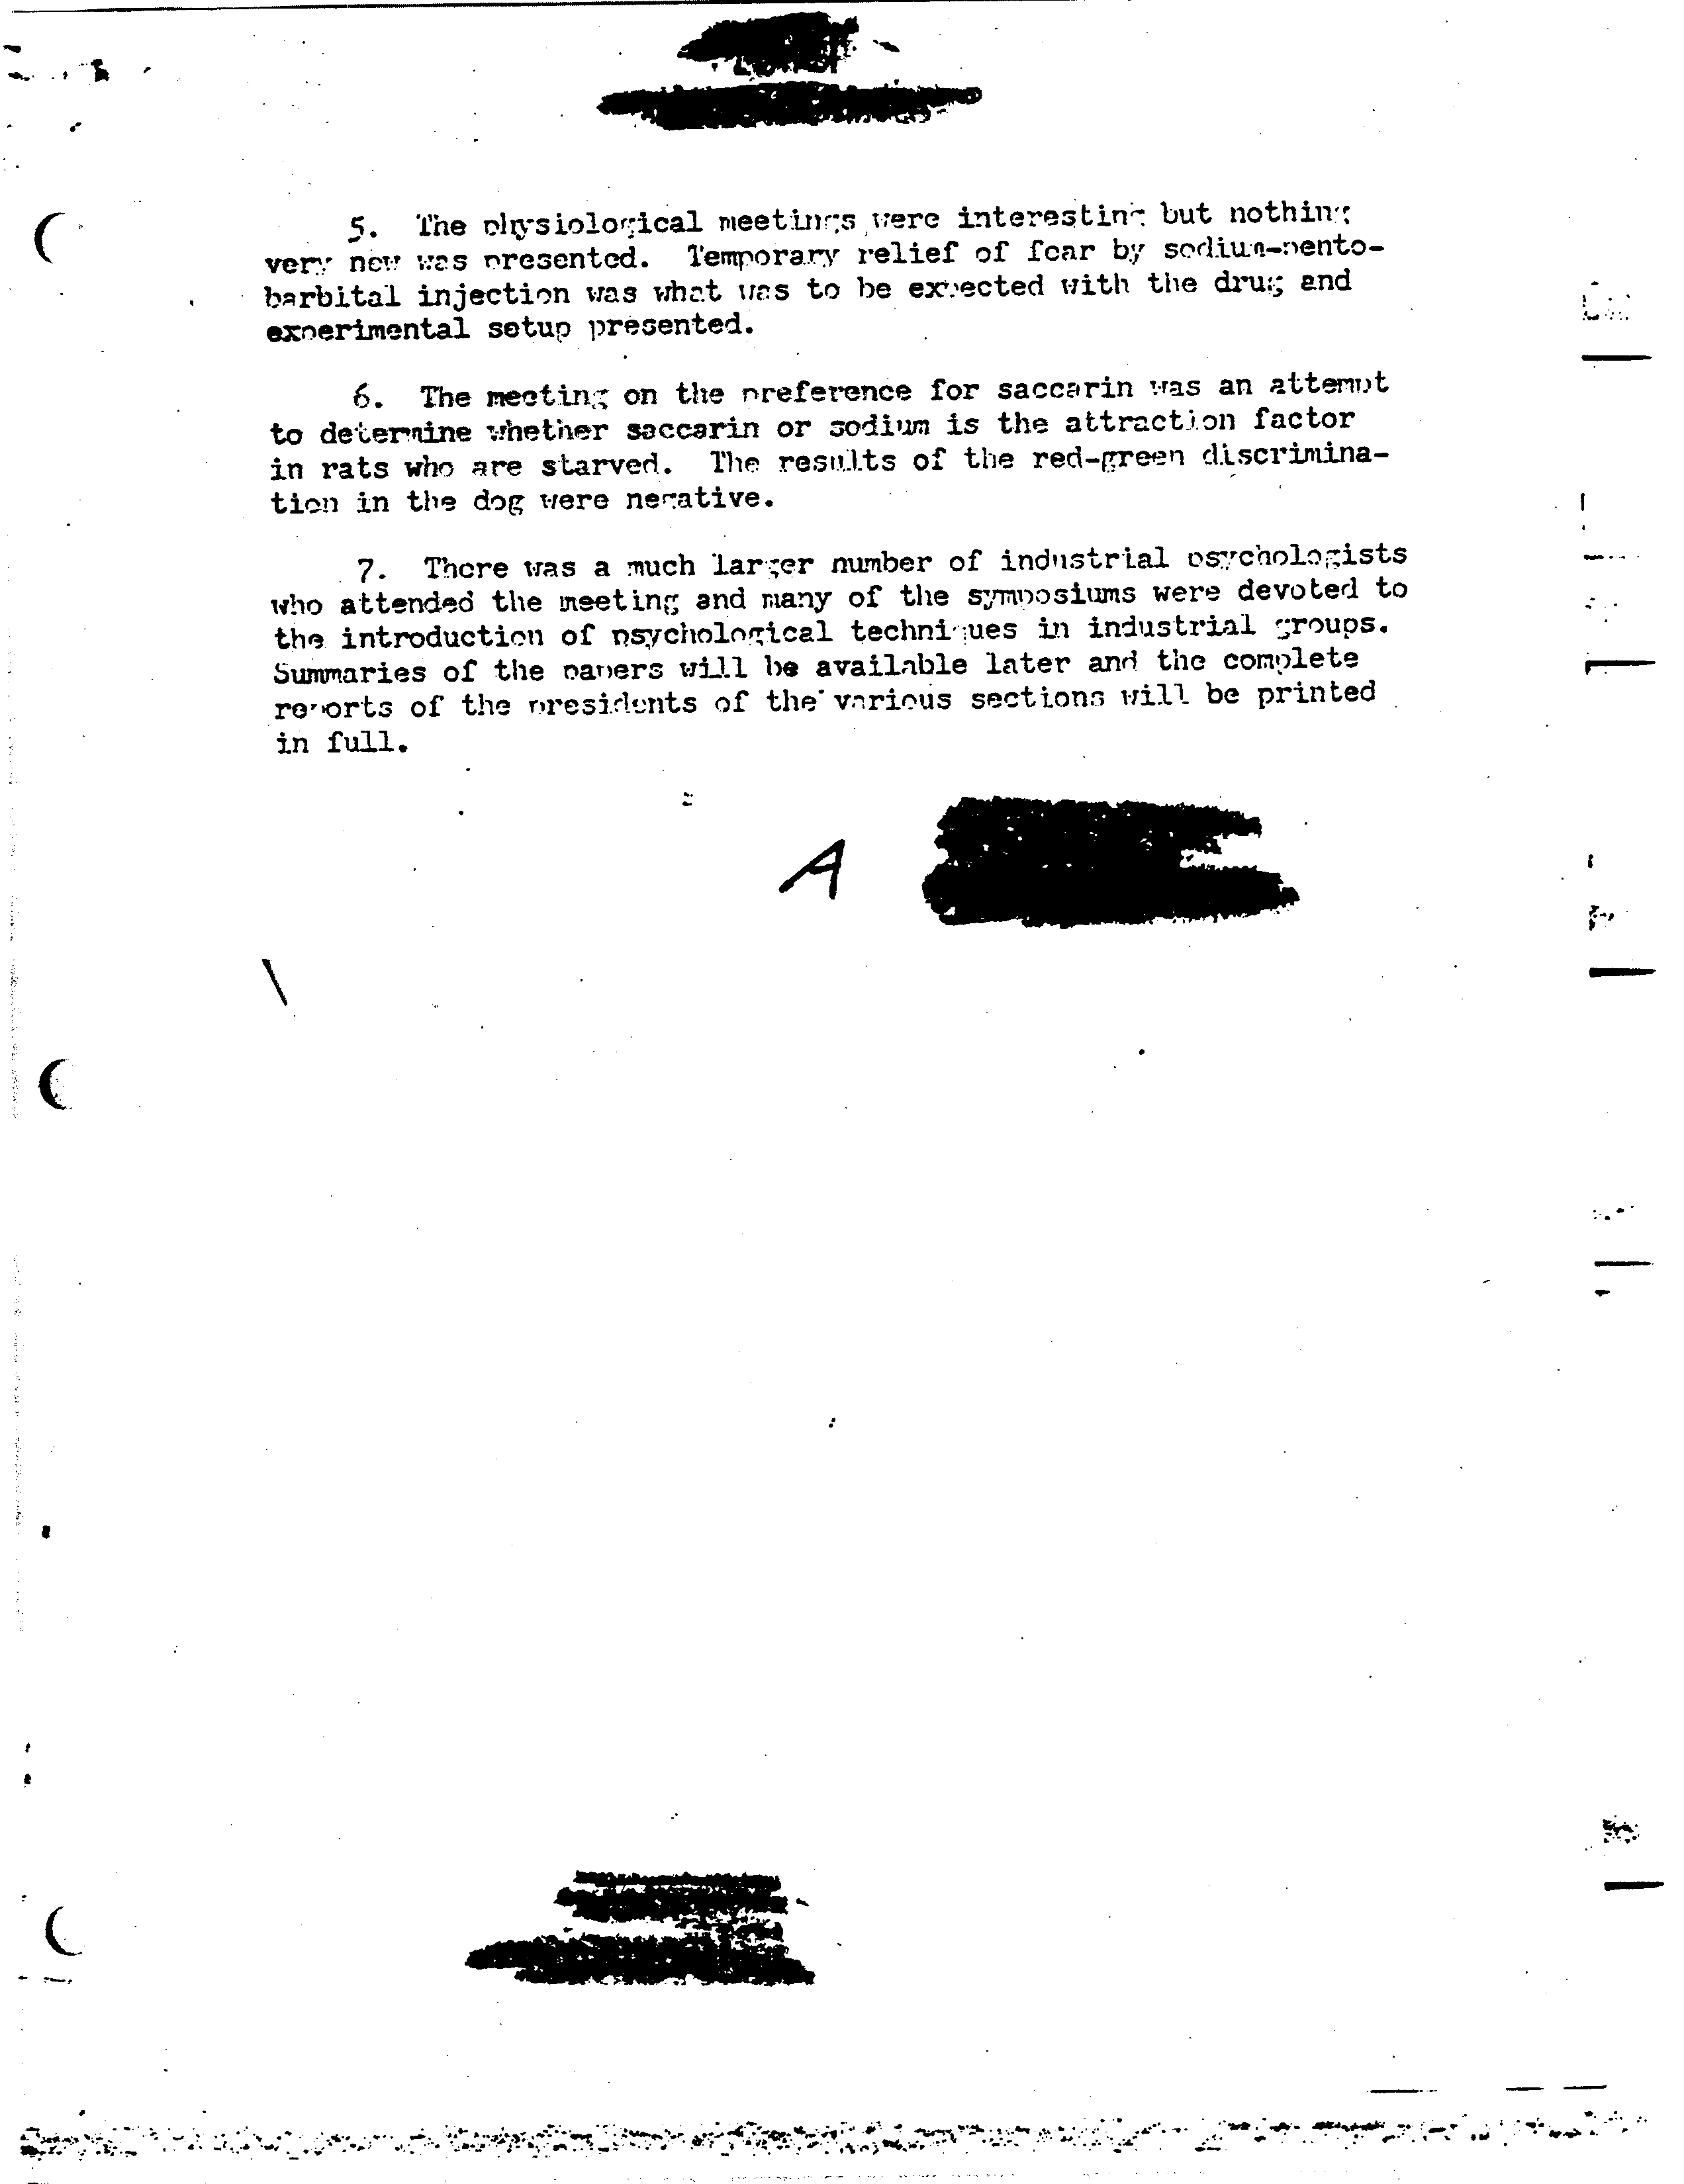 5. The physiological meetings were interesting but nothing
very new was presented. Temporary relief of fear by sodium-pento-
barbital injection was what was to be expected with the drug and
experimental setup presented.
6. The meeting on the preference for saccarin was an attempt
to determine whether saccarin or sodium is the attraction factor
in rats who are starved. The results of the red-green discrimina-
tion in the dog were negative.
7. There was a much larger number of industrial psychologists
who attended the meeting and many of the symposiums were devoted to
the introduction of psychological techniques in industrial groups.
Summaries of the papers will be available later and the complete
reports of the presidents of the various sections will be printed
in full.
A